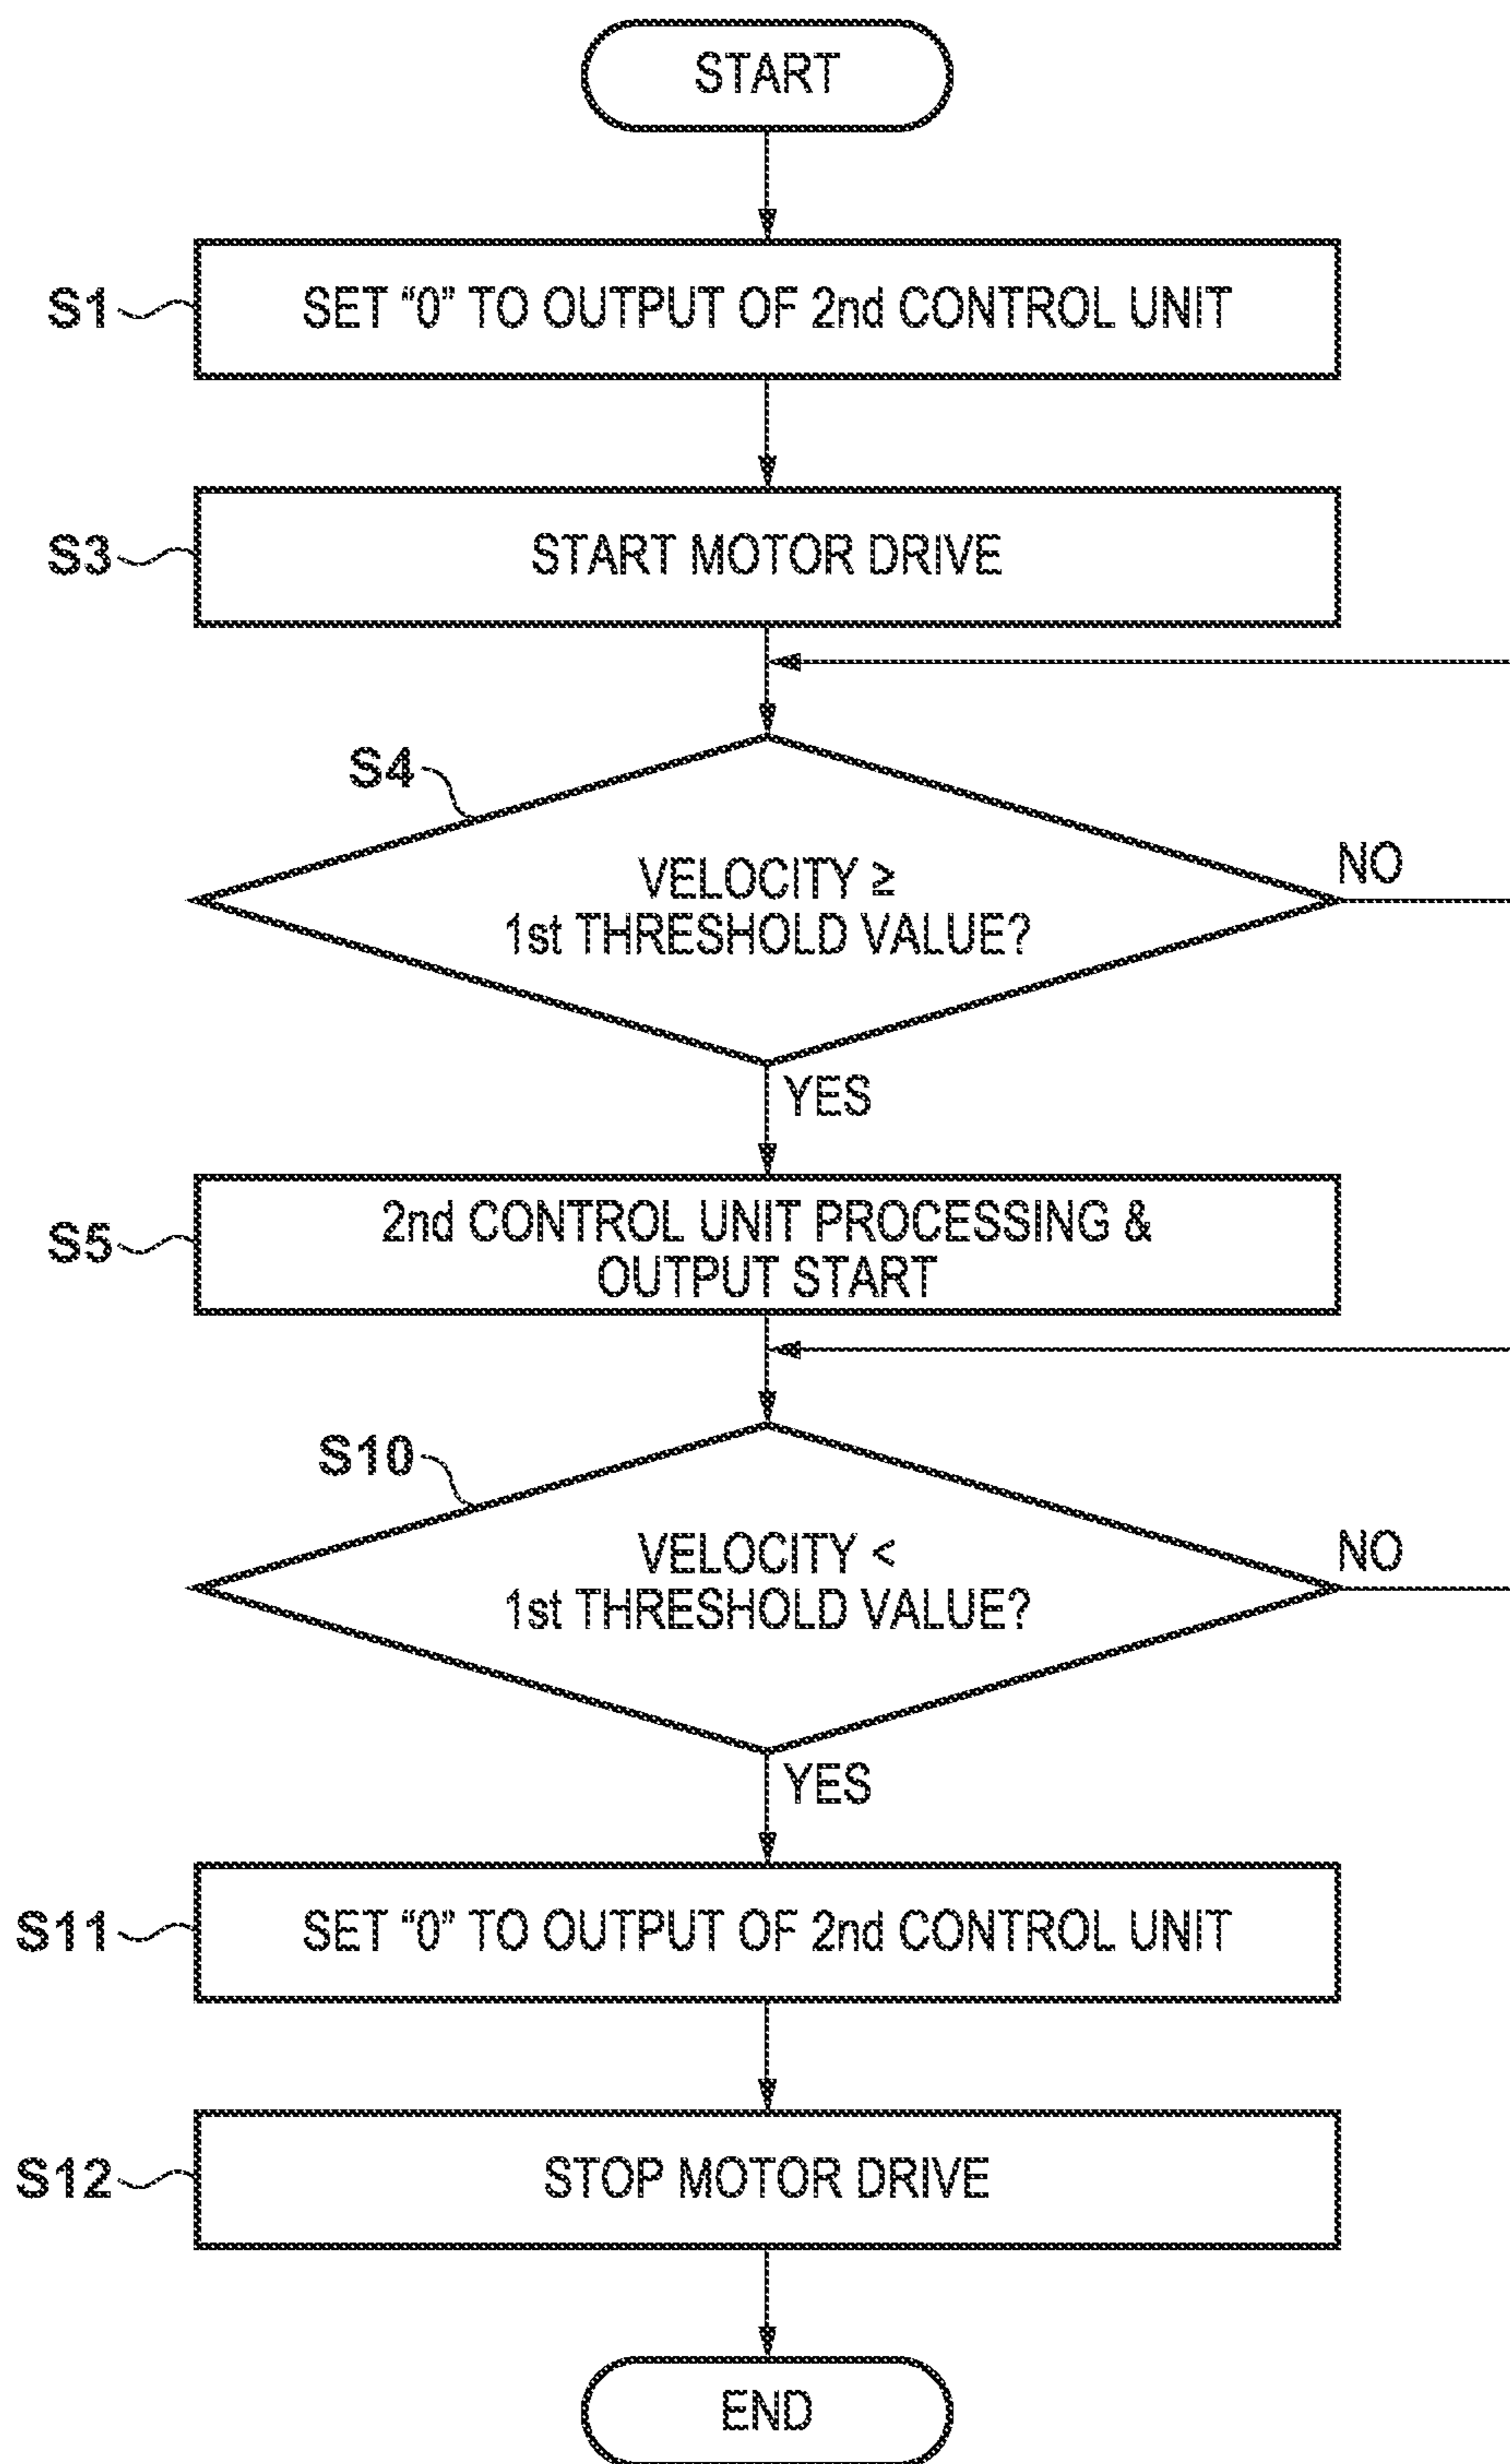 START
S1
SET "0" TO OUTPUT OF 2nd CONTROL UNIT
S3
START MOTOR DRIVE
S4
VELOCITY ≥
1st THRESHOLD VALUE?
NO
YES
S5
2nd CONTROL UNIT PROCESSING &
OUTPUT START
S10
VELOCITY <
1st THRESHOLD VALUE?
NO
YES
S11
SET "0" TO OUTPUT OF 2nd CONTROL UNIT
S12
STOP MOTOR DRIVE
END